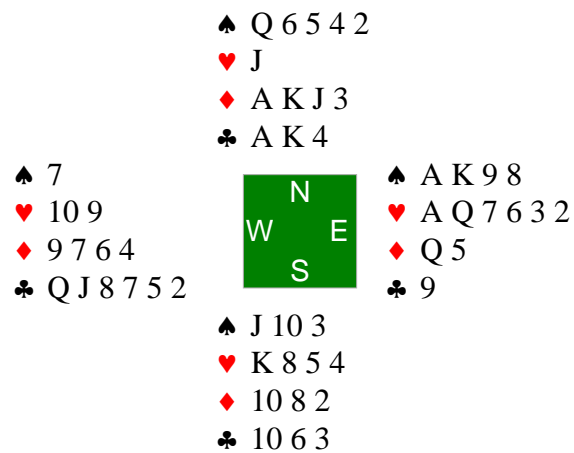 ♠ Q 6 5 4 2
♥ J
♦ A K J 3
♣ A K 4
♠ 7
♥ 10 9
♦ 9 7 6 4
♣ Q J 8 7 5 2
N
W E
S
♠ A K 9 8
♥ A Q 7 6 3 2
♦ Q 5
♣ 9
♠ J 10 3
♥ K 8 5 4
♦ 10 8 2
♣ 10 6 3